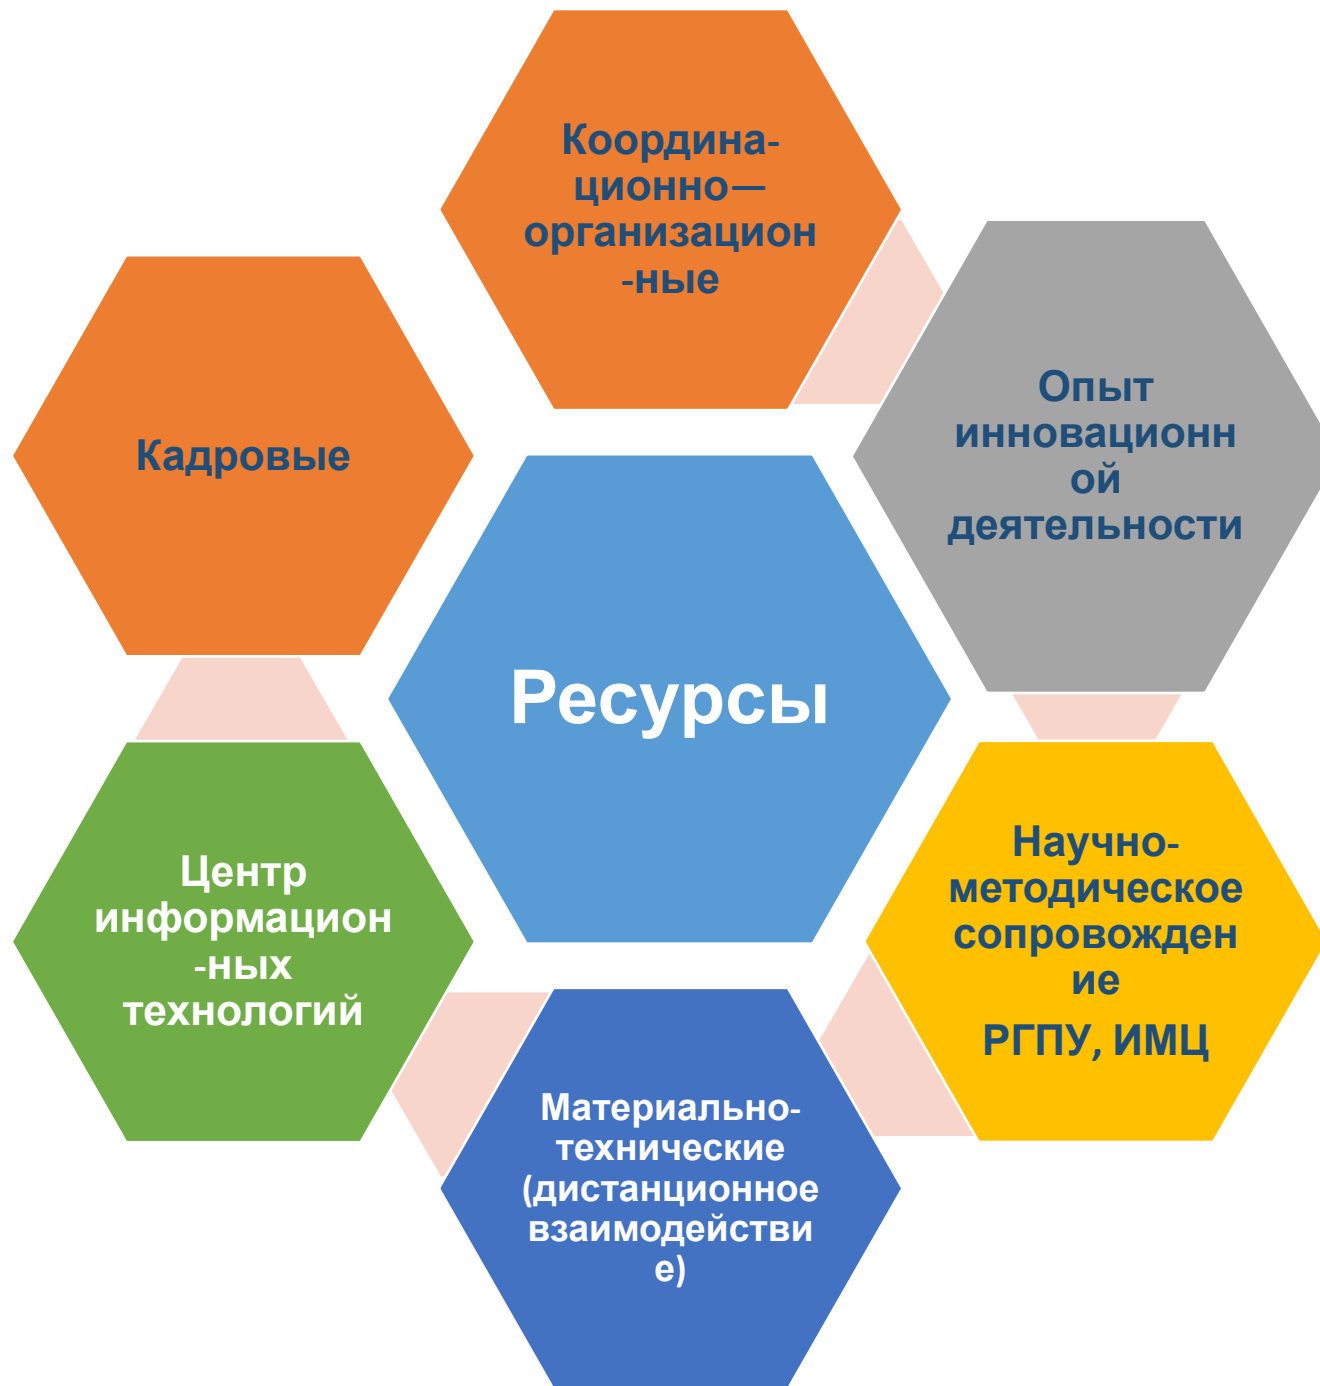 Координа-
ционно—
организацион
-ные
Опыт
инновационн
ой
деятельности
Кадровые
Ресурсы
Научно-
методическое
сопровожден
ие
РГПУ, ИМЦ
Центр
информацион
-ных
технологий
Материально-
технические
(дистанционное
взаимодействи
е)